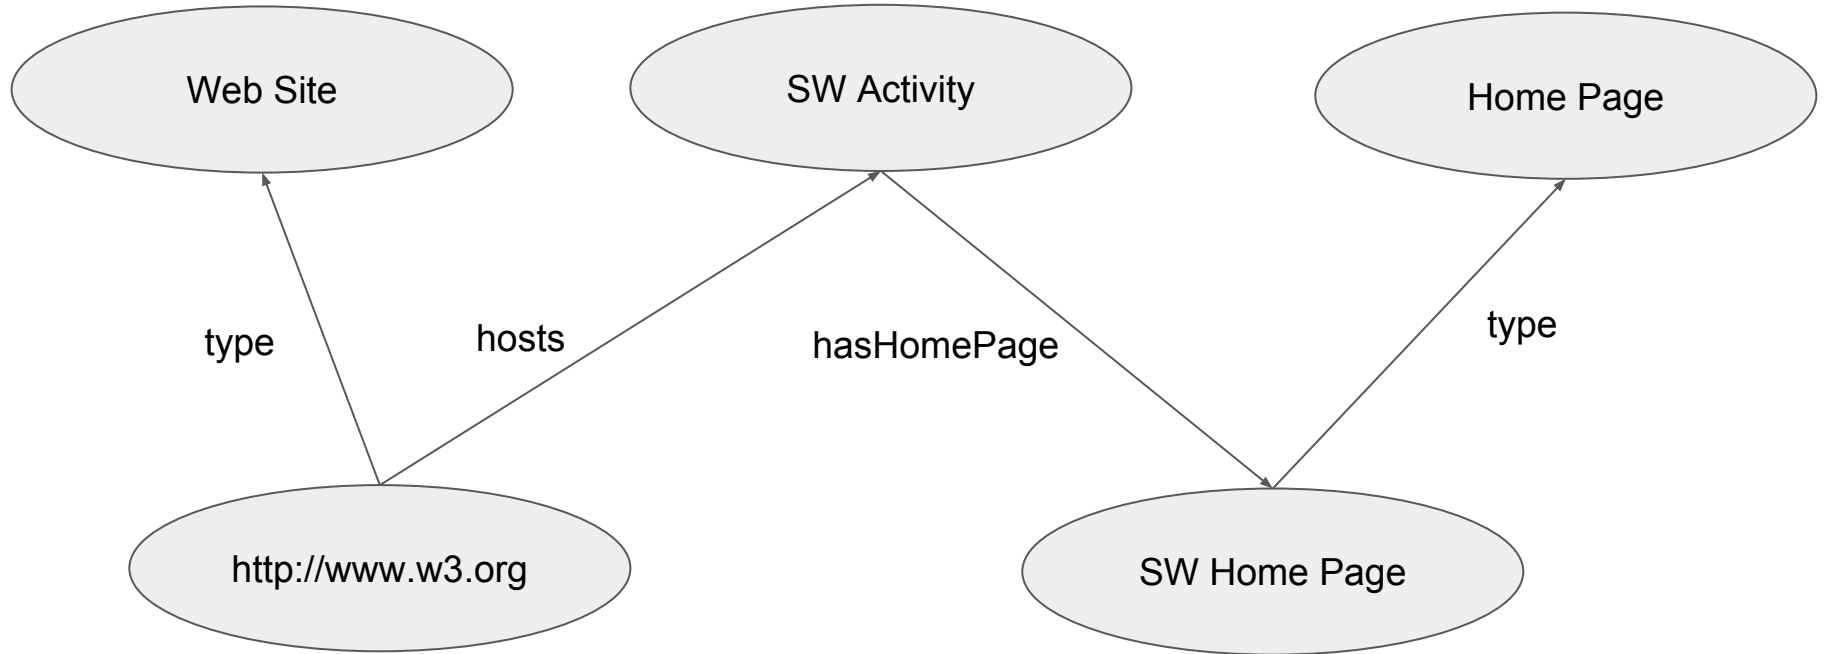 Web Site
SW Activity
Home Page
type
hosts
hasHomePage
type
http://www.w3.org
SW Home Page